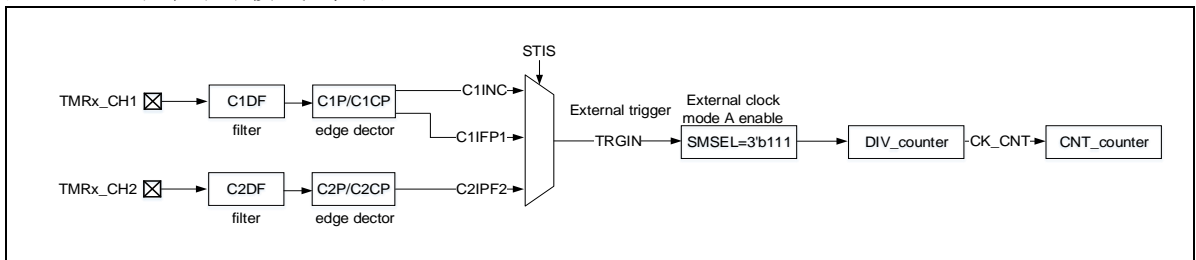 STIS
TMRx_CH1
C1DF
filter
C1P/C1CP
edge dector
C1INC
C1IFP1
TMRx_CH2
C2DF
filter
C2P/C2CP
edge dector
C2IPF2
External trigger
TRGIN
External clock
mode A enable
SMSEL=3'b111
DIV_counter
CK_CNT
CNT_counter